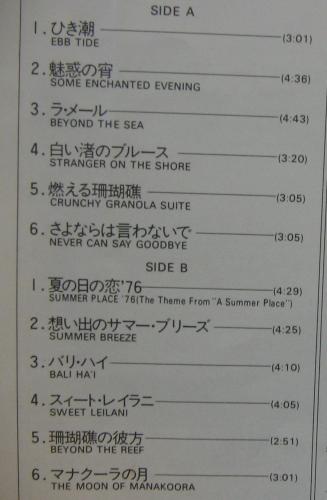 SIDE A
1. ひき潮 (3:01)
EBB TIDE
2. 魅惑の宵 (4:36)
SOME ENCHANTED EVENING
3. ラ・メール (4:43)
BEYOND THE SEA
4. 白い渚のブルース (3:20)
STRANGER ON THE SHORE
5. 燃える珊瑚礁 (3:05)
CRUNCHY GRANOLA SUITE
6. さよならは言わないで (3:05)
NEVER CAN SAY GOODBYE
SIDE B
1. 夏の日の恋'76 (4:29)
SUMMER PLACE '76(The Theme From "A Summer Place")
2. 想い出のサマー・ブリーズ (4:25)
SUMMER BREEZE
3. バリ・ハイ (4:10)
BALI HA'I
4. スィート・レイラニ (4:05)
SWEET LEILANI
5. 珊瑚礁の彼方 (2:51)
BEYOND THE REEF
6. マナクーラの月 (3:01)
THE MOON OF MANAKOORA